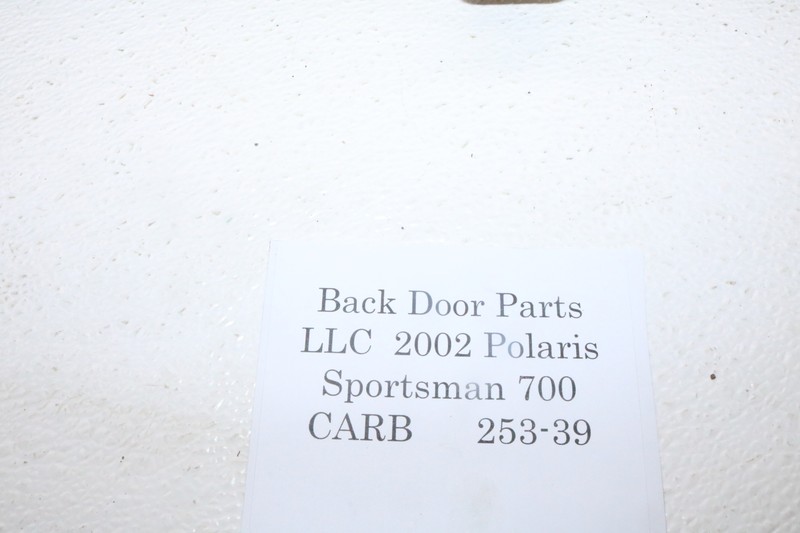 Back Door Parts
LLC 2002 Polaris
Sportsman 700
CARB 253-39